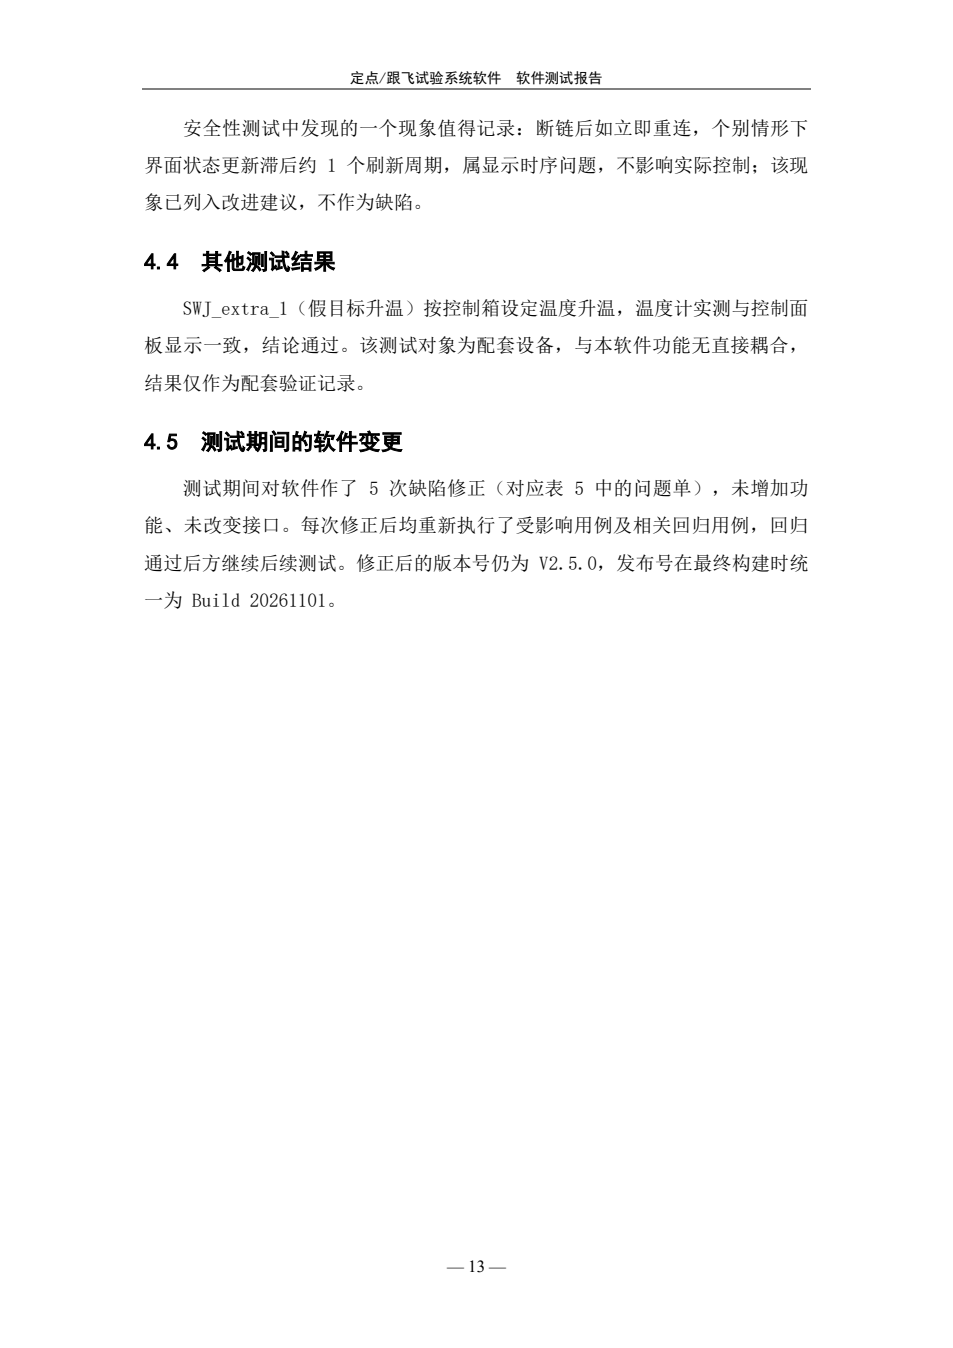 定点/跟飞试验系统软件　软件测试报告
安全性测试中发现的一个现象值得记录：断链后如立即重连，个别情形下
界面状态更新滞后约 1 个刷新周期，属显示时序问题，不影响实际控制；该现
象已列入改进建议，不作为缺陷。
4.4　其他测试结果
SWJ_extra_1（假目标升温）按控制箱设定温度升温，温度计实测与控制面
板显示一致，结论通过。该测试对象为配套设备，与本软件功能无直接耦合，
结果仅作为配套验证记录。
4.5　测试期间的软件变更
测试期间对软件作了 5 次缺陷修正（对应表 5 中的问题单），未增加功
能、未改变接口。每次修正后均重新执行了受影响用例及相关回归用例，回归
通过后方继续后续测试。修正后的版本号仍为 V2.5.0，发布号在最终构建时统
一为 Build 20261101。
— 13 —